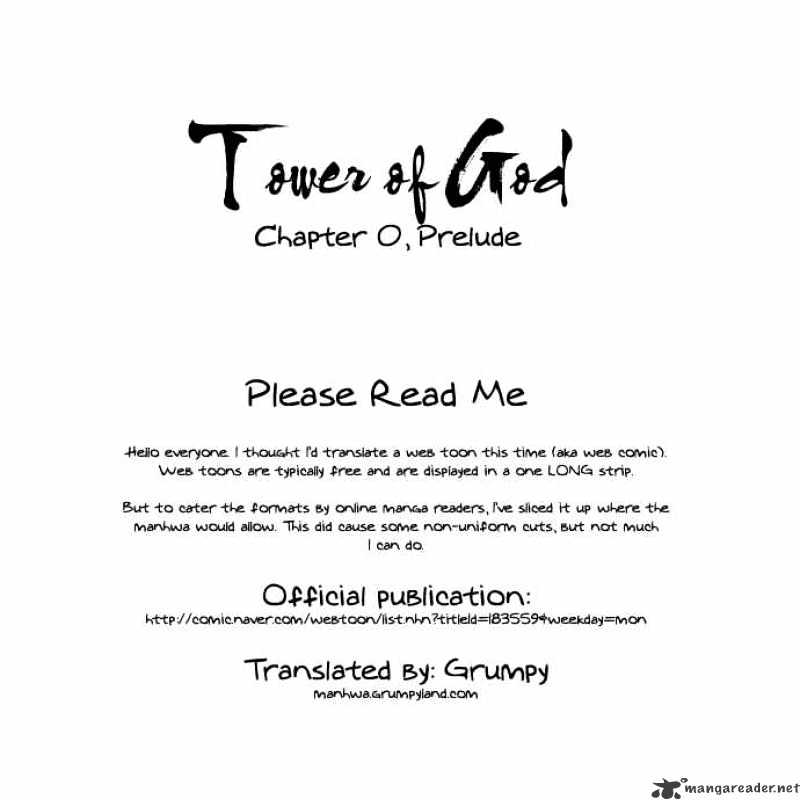 Tower of God
Chapter 0, Prelude
Please Read Me
Hello everyone. I thought I'd translate a web toon this time (aka web comic).
Web toons are typically free and are displayed in a one LONG strip.
But to cater the formats by online manga readers, I've sliced it up where the
manhwa would allow. This did cause some non-uniform cuts, but not much
I can do.
Official publication:
http://comic.naver.com/webtoon/list.nhn?titleId=183559&weekday=mon
Translated by: Grumpy
manhwa.grumpyland.com
mangareader.net